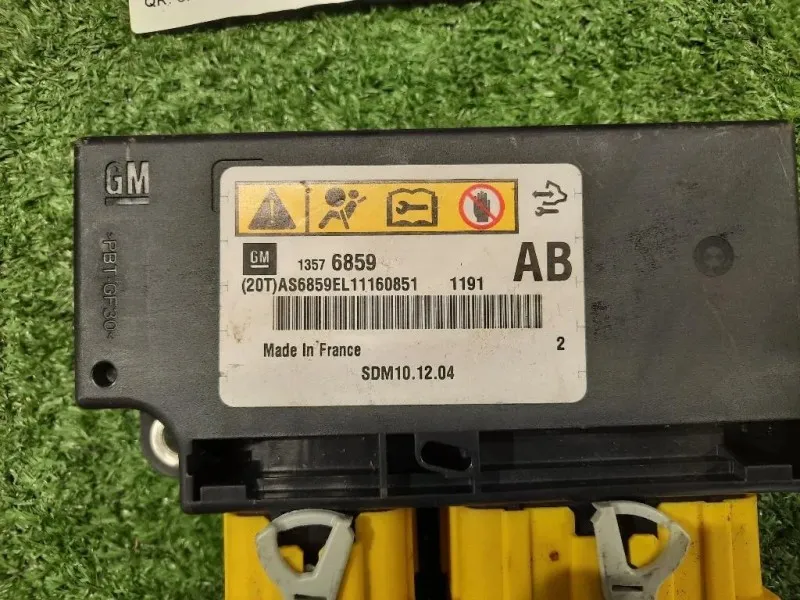 GM
>PBT-GF30<
GM 1357 6859 AB
(20T)AS6859EL11160851 1191
Made In France 2
SDM10.12.04